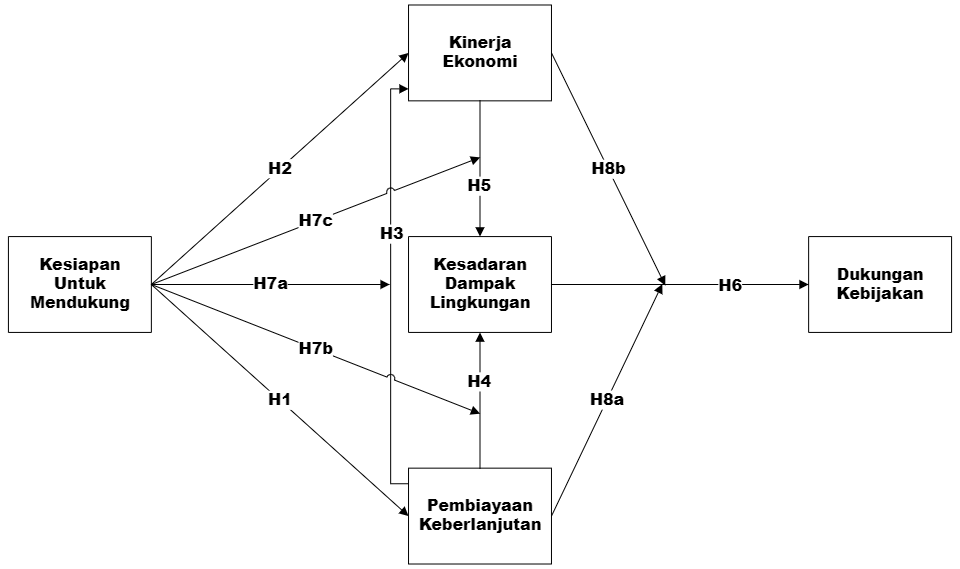 Kinerja
Ekonomi
H2
H8b
H5
H7c
H3
Kesiapan
Untuk
Mendukung
H7a
Kesadaran
Dampak
Lingkungan
H6
Dukungan
Kebijakan
H7b
H4
H1
H8a
Pembiayaan
Keberlanjutan